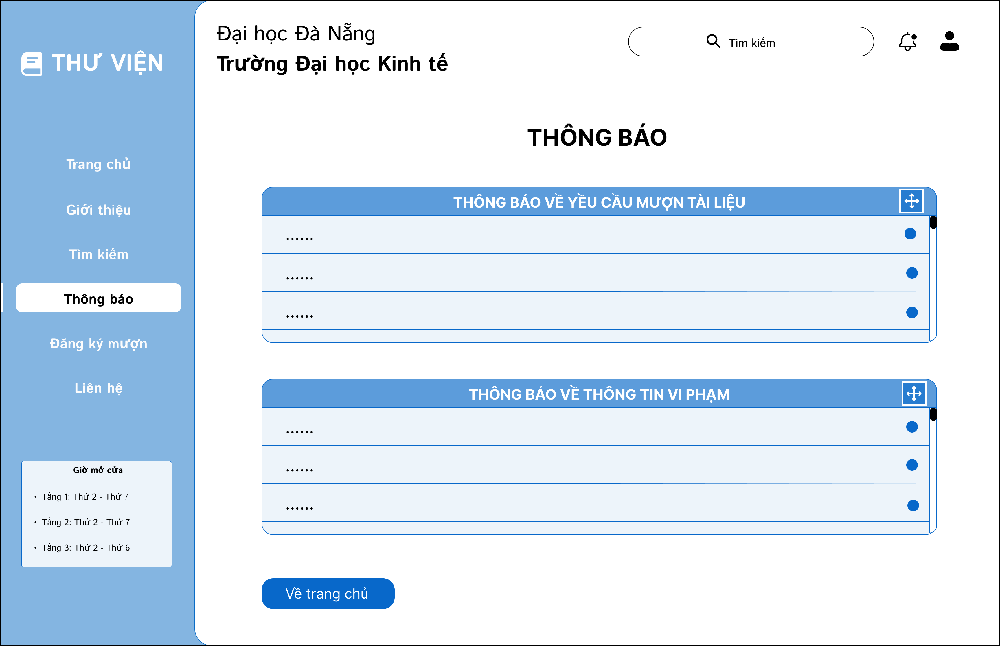 THƯ VIỆN
Trang chủ
Giới thiệu
Tìm kiếm
Thông báo
Đăng ký mượn
Liên hệ
Giờ mở cửa
• Tầng 1: Thứ 2 - Thứ 7
• Tầng 2: Thứ 2 - Thứ 7
• Tầng 3: Thứ 2 - Thứ 6
Đại học Đà Nẵng
Trường Đại học Kinh tế
Tìm kiếm
THÔNG BÁO
THÔNG BÁO VỀ YỀU CẦU MƯỢN TÀI LIỆU
......
......
......
THÔNG BÁO VỀ THÔNG TIN VI PHẠM
......
......
......
Về trang chủ